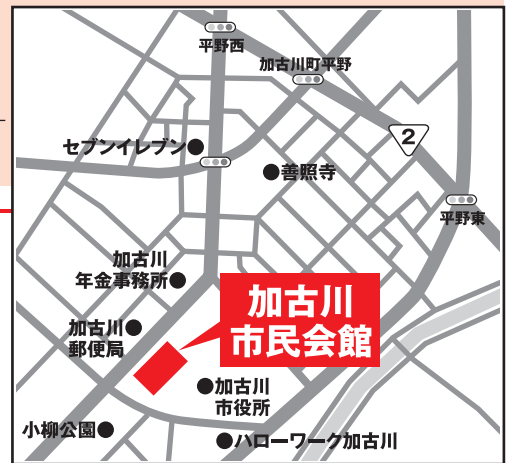 平野西
加古川町平野
2
セブンイレブン
善照寺
平野東
加古川
年金事務所
加古川
市民会館
加古川
郵便局
加古川
市役所
小柳公園
ハローワーク加古川